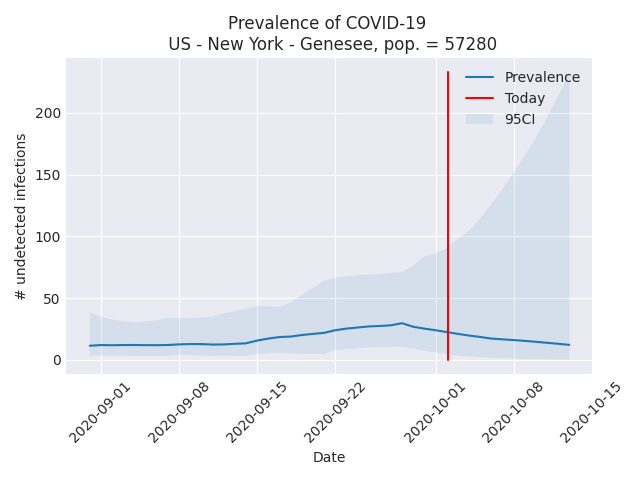 Prevalence of COVID-19
US - New York - Genesee, pop. = 57280
Prevalence
Today
95CI
# undetected infections
200
150
100
50
0
2020-09-01
2020-09-08
2020-09-15
2020-09-22
2020-10-01
2020-10-08
2020-10-15
Date